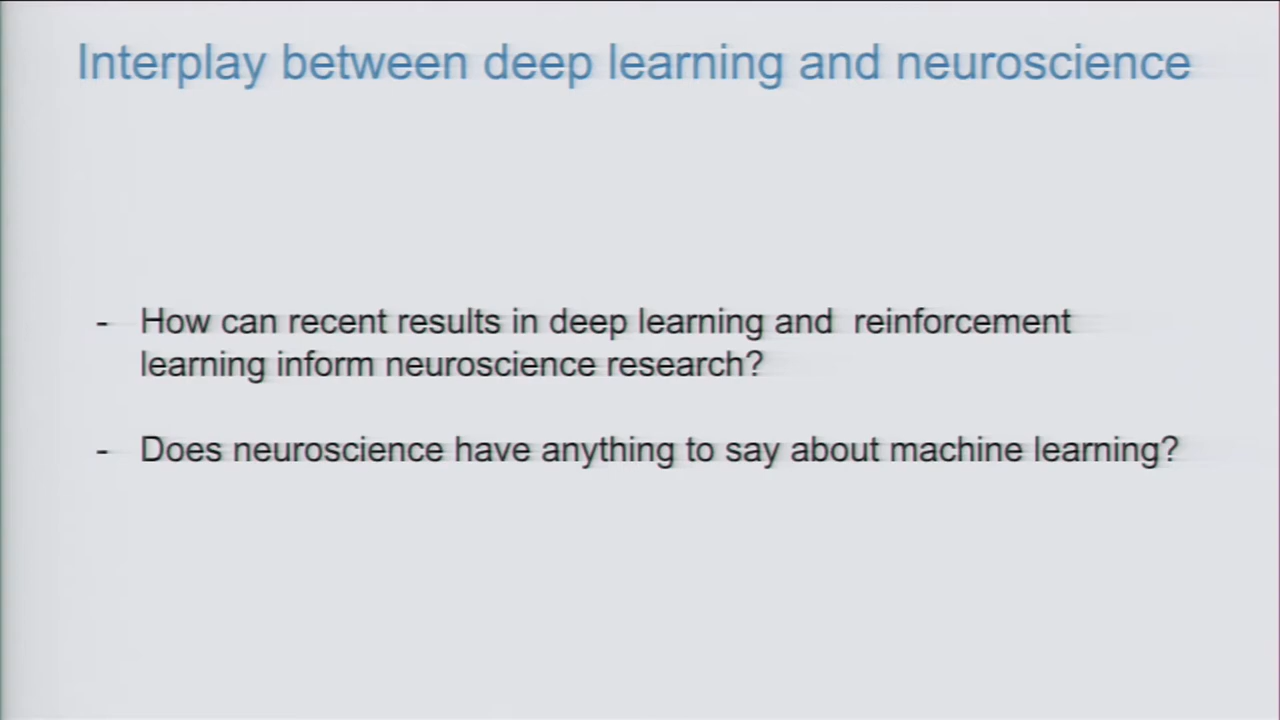 Interplay between deep learning and neuroscience
- How can recent results in deep learning and reinforcement
learning inform neuroscience research?
- Does neuroscience have anything to say about machine learning?